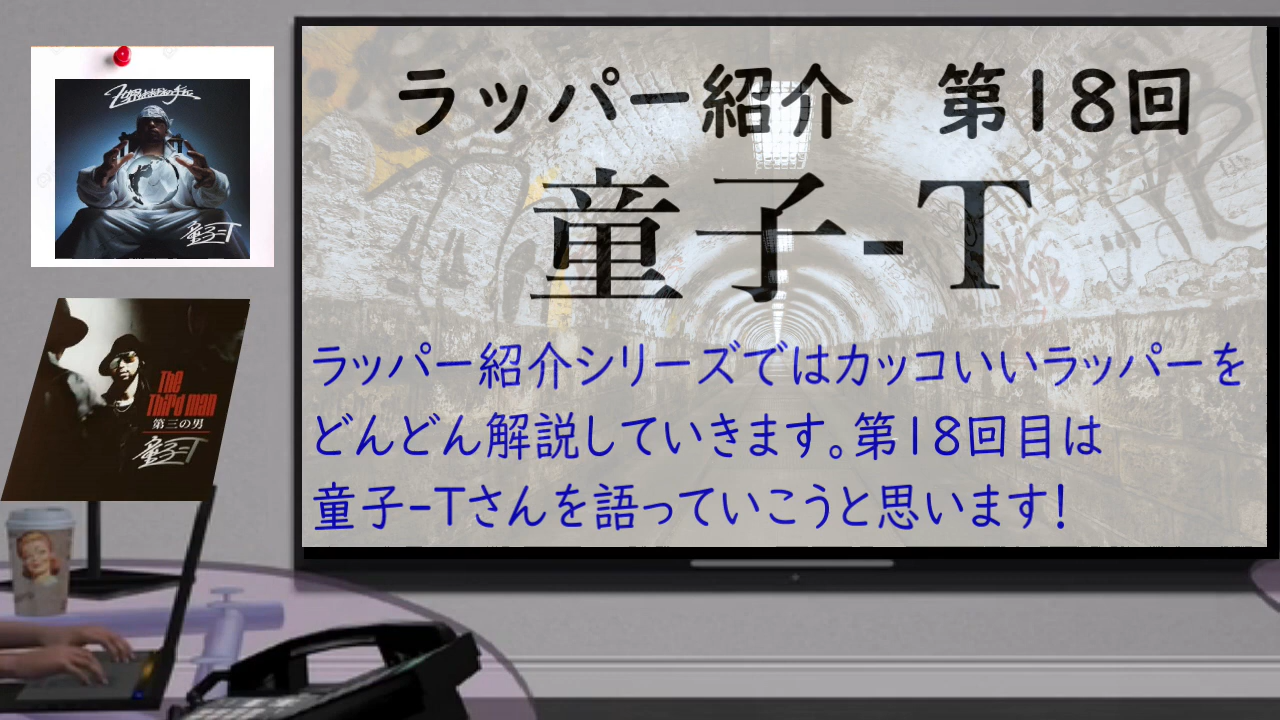 ラッパー紹介　第18回
童子-T
ラッパー紹介シリーズではカッコいいラッパーを
どんどん解説していきます。第18回目は
童子-Tさんを語っていこうと思います!
童子-T
The
Third man
第三の男
童子-T